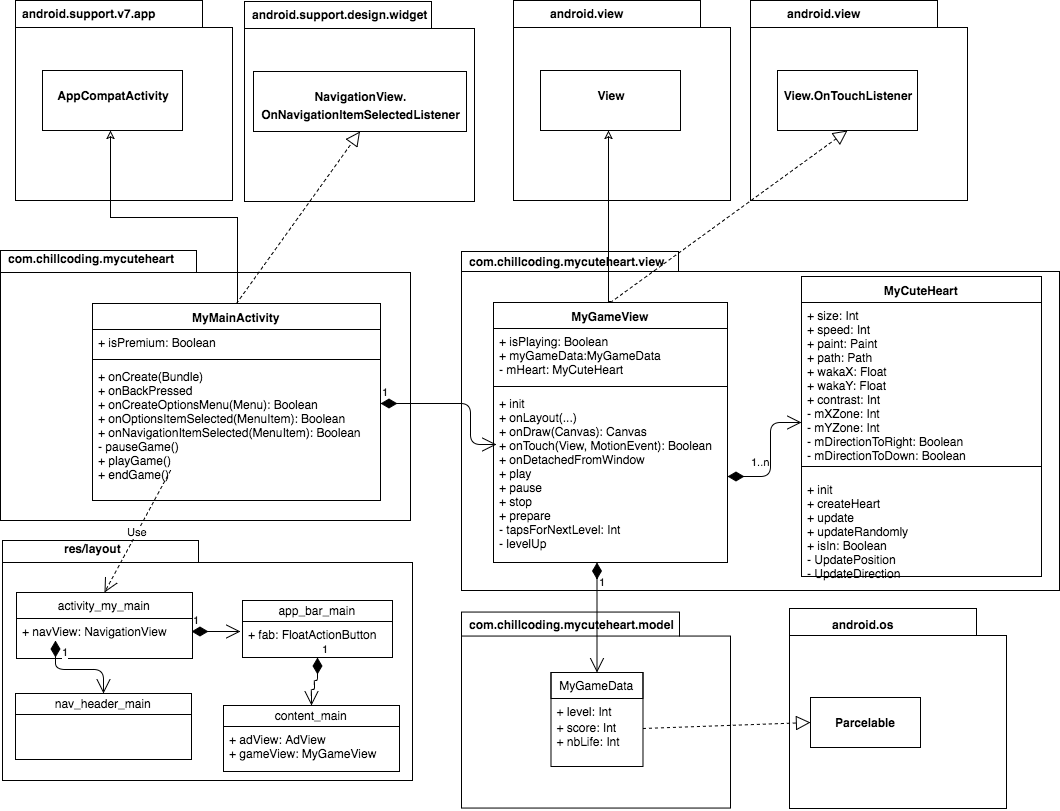 android.support.v7.app
AppCompatActivity
android.support.design.widget
NavigationView.
OnNavigationItemSelectedListener
android.view
View
android.view
View.OnTouchListener
com.chillcoding.mycuteheart
MyMainActivity
+ isPremium: Boolean
+ onCreate(Bundle)
+ onBackPressed
+ onCreateOptionsMenu(Menu): Boolean
+ onOptionsItemSelected(MenuItem): Boolean
+ onNavigationItemSelected(MenuItem): Boolean
- pauseGame()
+ playGame()
+ endGame()
1
Use
com.chillcoding.mycuteheart.view
MyGameView
+ isPlaying: Boolean
+ myGameData:MyGameData
- mHeart: MyCuteHeart
+ init
+ onLayout(...)
+ onDraw(Canvas): Canvas
+ onTouch(View, MotionEvent): Boolean
+ onDetachedFromWindow
+ play
+ pause
+ stop
+ prepare
- tapsForNextLevel: Int
- levelUp
1..n
1
MyCuteHeart
+ size: Int
+ speed: Int
+ paint: Paint
+ path: Path
+ wakaX: Float
+ wakaY: Float
+ contrast: Int
- mXZone: Int
- mYZone: Int
- mDirectionToRight: Boolean
- mDirectionToDown: Boolean
+ init
+ createHeart
+ update
+ updateRandomly
+ isIn: Boolean
- UpdatePosition
- UpdateDirection
res/layout
activity_my_main
+ navView: NavigationView
1
1
app_bar_main
+ fab: FloatActionButton
1
nav_header_main
content_main
+ adView: AdView
+ gameView: MyGameView
com.chillcoding.mycuteheart.model
MyGameData
+ level: Int
+ score: Int
+ nbLife: Int
android.os
Parcelable